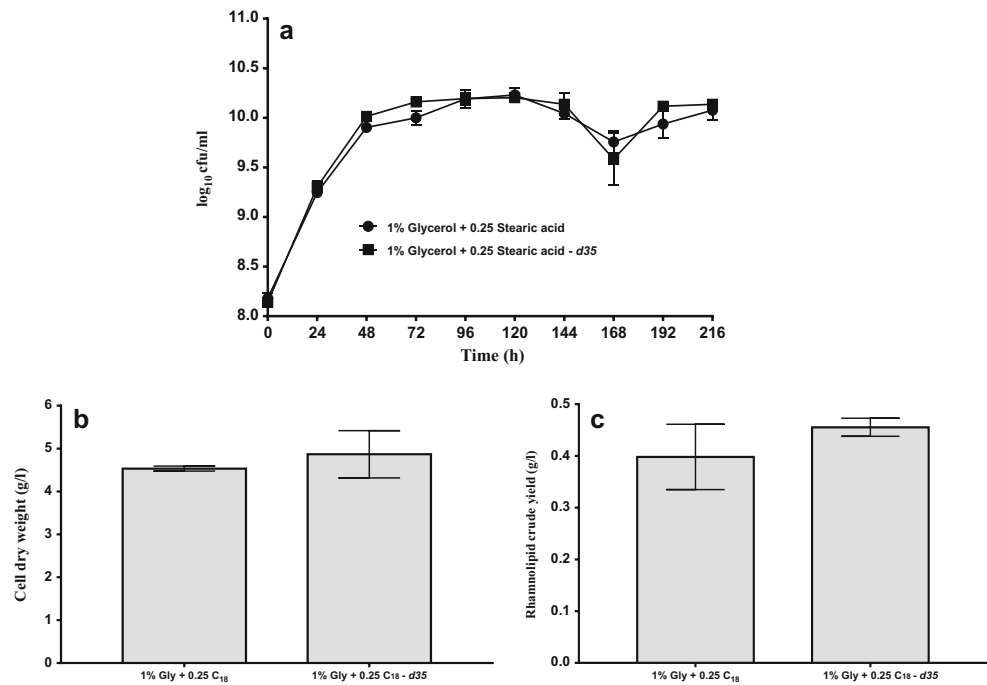 a
11.0
10.5
10.0
9.5
9.0
8.5
8.0
log₁₀ cfu/ml
1% Glycerol + 0.25 Stearic acid
1% Glycerol + 0.25 Stearic acid - d35
0 24 48 72 96 120 144 168 192 216
Time (h)
b
6
5
4
3
2
1
0
Cell dry weight (g/l)
1% Gly + 0.25 C₁₈
1% Gly + 0.25 C₁₈ - d35
c
0.5
0.4
0.3
0.2
0.1
0.0
Rhamnolipid crude yield (g/l)
1% Gly + 0.25 C₁₈
1% Gly + 0.25 C₁₈ - d35